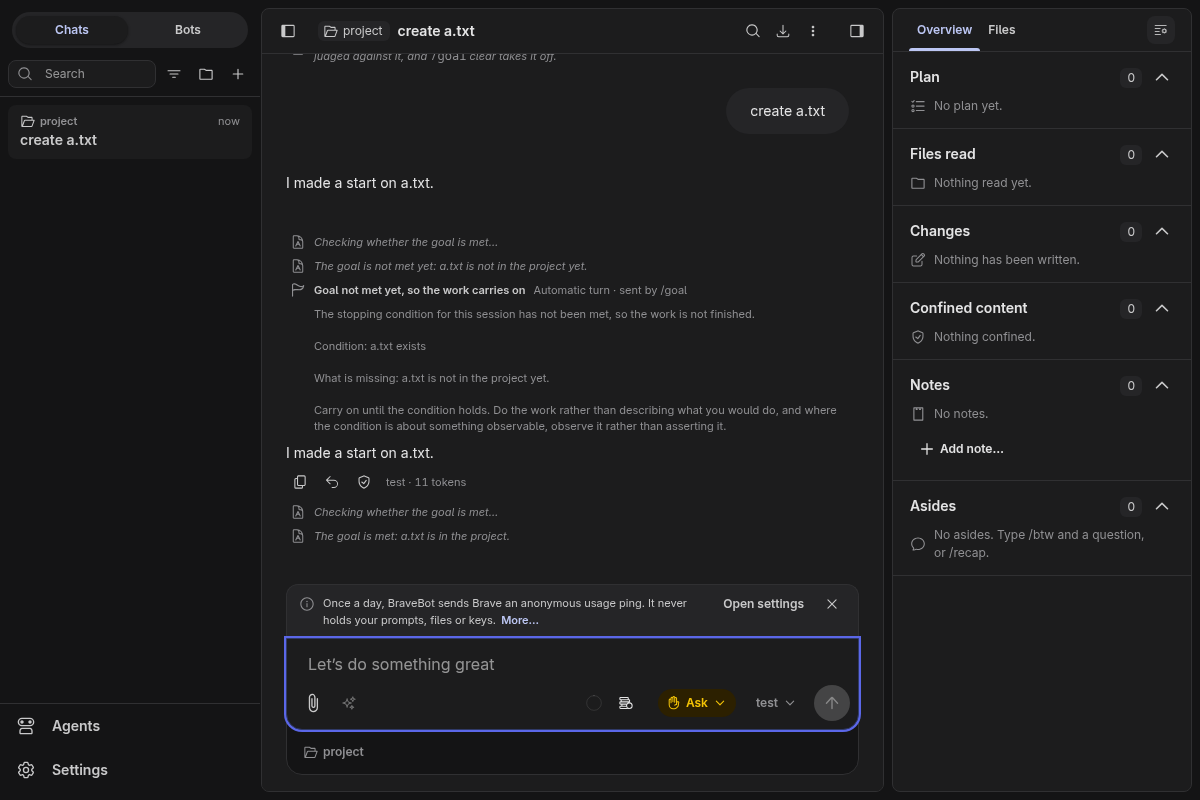 Chats
Bots
Search
project
now
create a.txt
Agents
Settings
project
create a.txt
judged against it, and /goal clear takes it off.
create a.txt
I made a start on a.txt.
Checking whether the goal is met…
The goal is not met yet: a.txt is not in the project yet.
Goal not met yet, so the work carries on Automatic turn · sent by /goal
The stopping condition for this session has not been met, so the work is not finished.
Condition: a.txt exists
What is missing: a.txt is not in the project yet.
Carry on until the condition holds. Do the work rather than describing what you would do, and where
the condition is about something observable, observe it rather than asserting it.
I made a start on a.txt.
test · 11 tokens
Checking whether the goal is met…
The goal is met: a.txt is in the project.
Once a day, BraveBot sends Brave an anonymous usage ping. It never
holds your prompts, files or keys. More…
Open settings
Let's do something great
Ask
test
project
Overview
Files
Plan
0
No plan yet.
Files read
0
Nothing read yet.
Changes
0
Nothing has been written.
Confined content
0
Nothing confined.
Notes
0
No notes.
Add note…
Asides
0
No asides. Type /btw and a question,
or /recap.